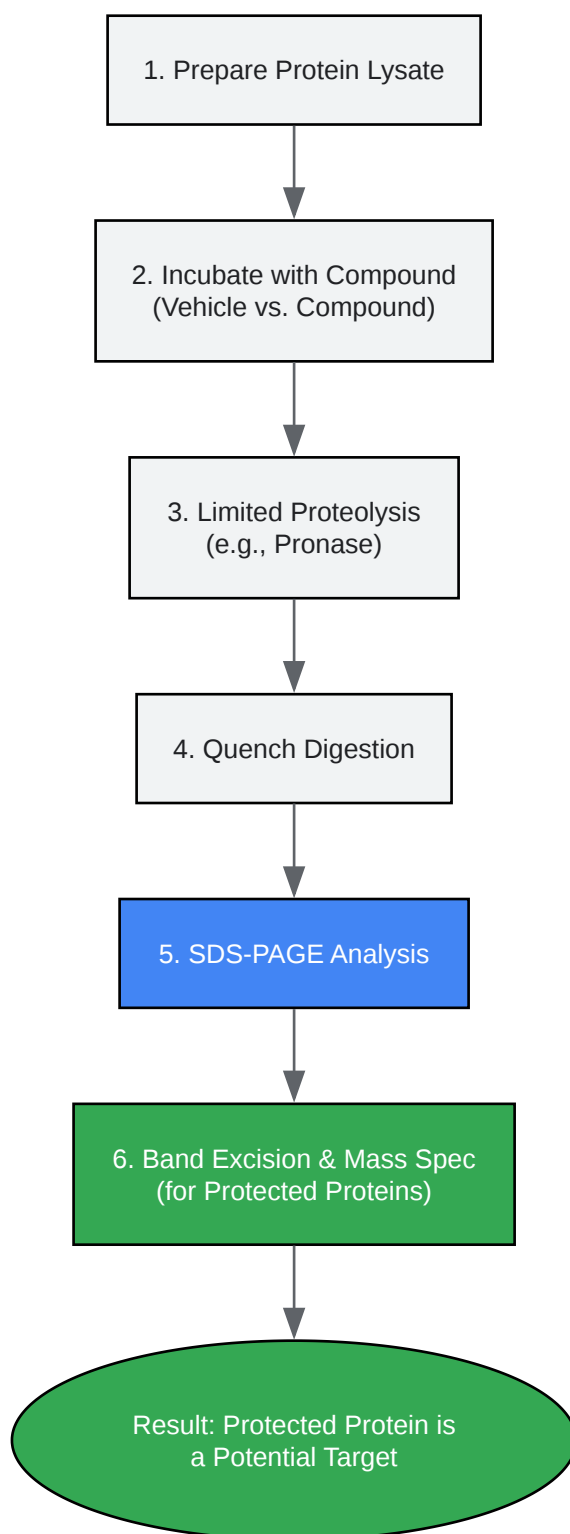 1. Prepare Protein Lysate
2. Incubate with Compound
(Vehicle vs. Compound)
3. Limited Proteolysis
(e.g., Pronase)
4. Quench Digestion
5. SDS-PAGE Analysis
6. Band Excision & Mass Spec
(for Protected Proteins)
Result: Protected Protein is
a Potential Target